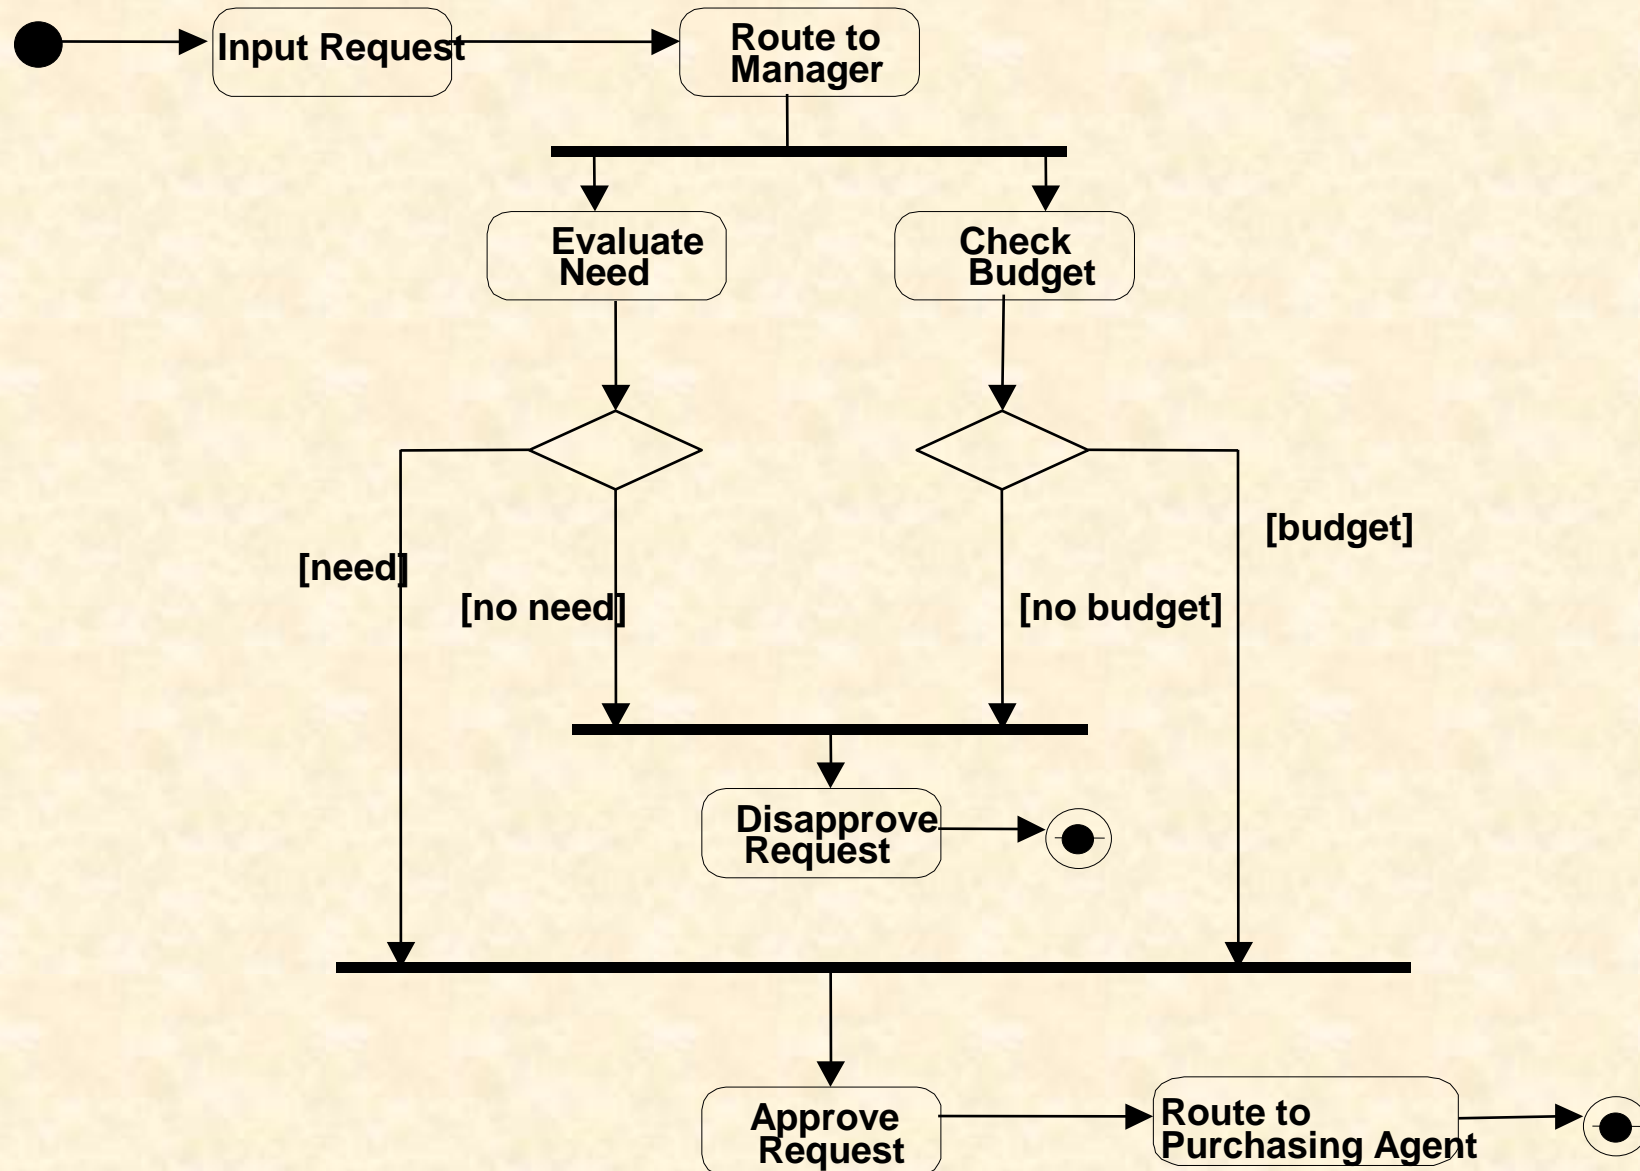 Input Request
Route to
Manager
Evaluate
Need
Check
Budget
[need]
[no need]
[no budget]
[budget]
Disapprove
Request
Approve
Request
Route to
Purchasing Agent